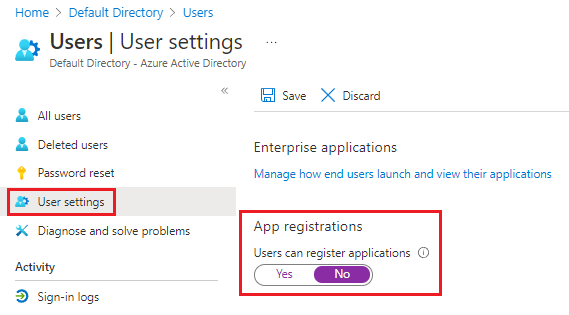 Home > Default Directory > Users
Users | User settings ...
Default Directory - Azure Active Directory
«
Save Discard
All users
Deleted users
Password reset
User settings
Diagnose and solve problems
Activity
Sign-in logs
Enterprise applications
Manage how end users launch and view their applications
App registrations
Users can register applications
Yes No